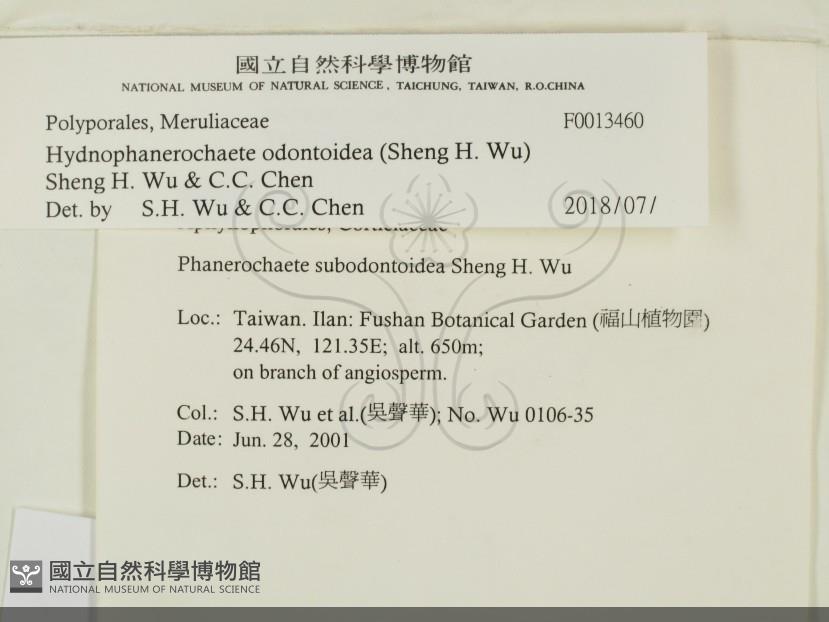 國立自然科學博物館
NATIONAL MUSEUM OF NATURAL SCIENCE, TAICHUNG, TAIWAN, R.O.CHINA
Polyporales, Meruliaceae F0013460
Hydnophanerochaete odontoidea (Sheng H. Wu)
Sheng H. Wu & C.C. Chen
Det. by S.H. Wu & C.C. Chen 2018/07/
Aphyllophorales, Corticiaceae
Phanerochaete subodontoidea Sheng H. Wu
Loc.: Taiwan. Ilan: Fushan Botanical Garden (福山植物園)
24.46N, 121.35E; alt. 650m;
on branch of angiosperm.
Col.: S.H. Wu et al.(吳聲華); No. Wu 0106-35
Date: Jun. 28, 2001
Det.: S.H. Wu(吳聲華)
國立自然科學博物館
NATIONAL MUSEUM OF NATURAL SCIENCE